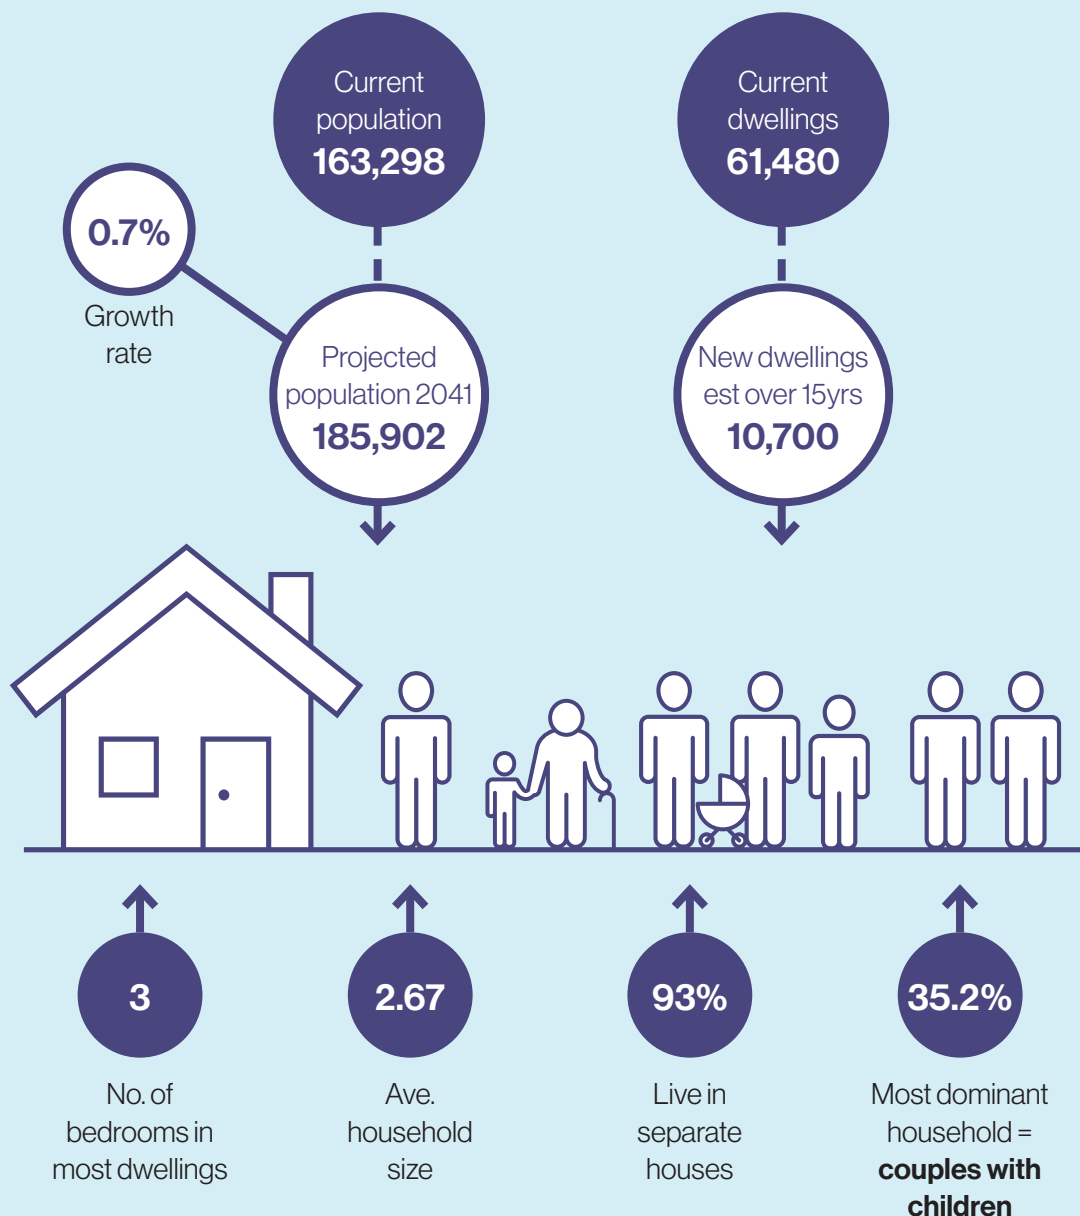 Current
population
163,298
Current
dwellings
61,480
0.7%
Growth
rate
Projected
population 2041
185,902
New dwellings
est over 15yrs
10,700
3
No. of
bedrooms in
most dwellings
2.67
Ave.
household
size
93%
Live in
separate
houses
35.2%
Most dominant
household =
couples with
children